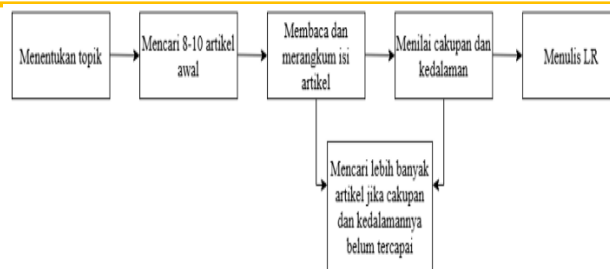 Menentukan topik
Mencari 8-10 artikel
awal
Membaca dan
merangkum isi
artikel
Menilai cakupan dan
kedalaman
Menulis LR
Mencari lebih banyak
artikel jika cakupan
dan kedalamannya
belum tercapai